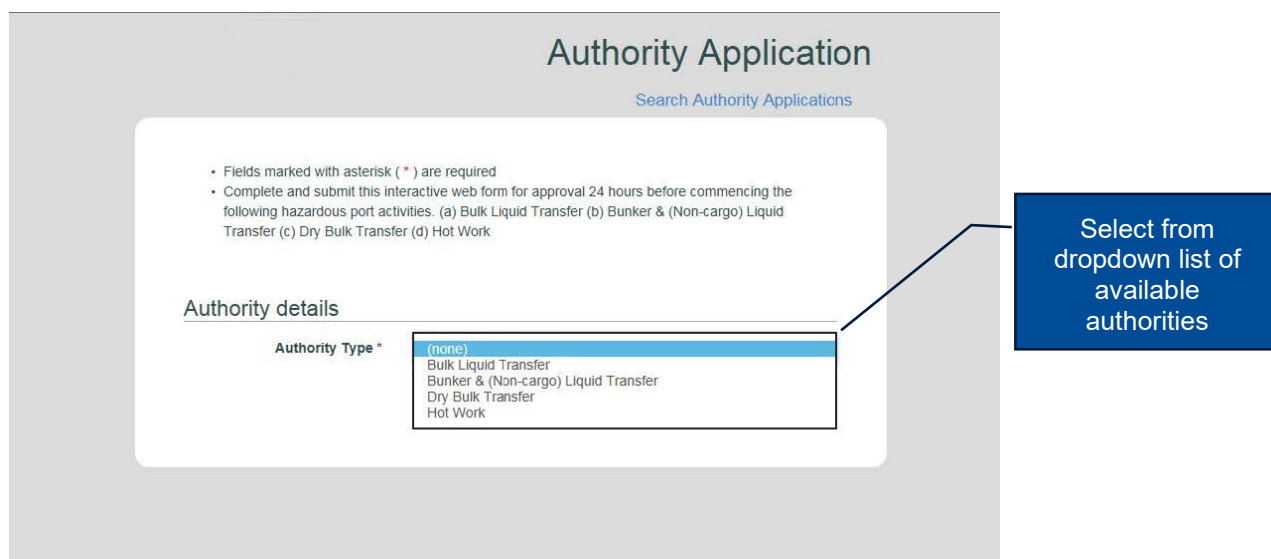 Authority Application
Search Authority Applications
• Fields marked with asterisk ( * ) are required
• Complete and submit this interactive web form for approval 24 hours before commencing the
following hazardous port activities. (a) Bulk Liquid Transfer (b) Bunker & (Non-cargo) Liquid
Transfer (c) Dry Bulk Transfer (d) Hot Work
Authority details
Authority Type *
(none)
Bulk Liquid Transfer
Bunker & (Non-cargo) Liquid Transfer
Dry Bulk Transfer
Hot Work
Select from
dropdown list of
available
authorities